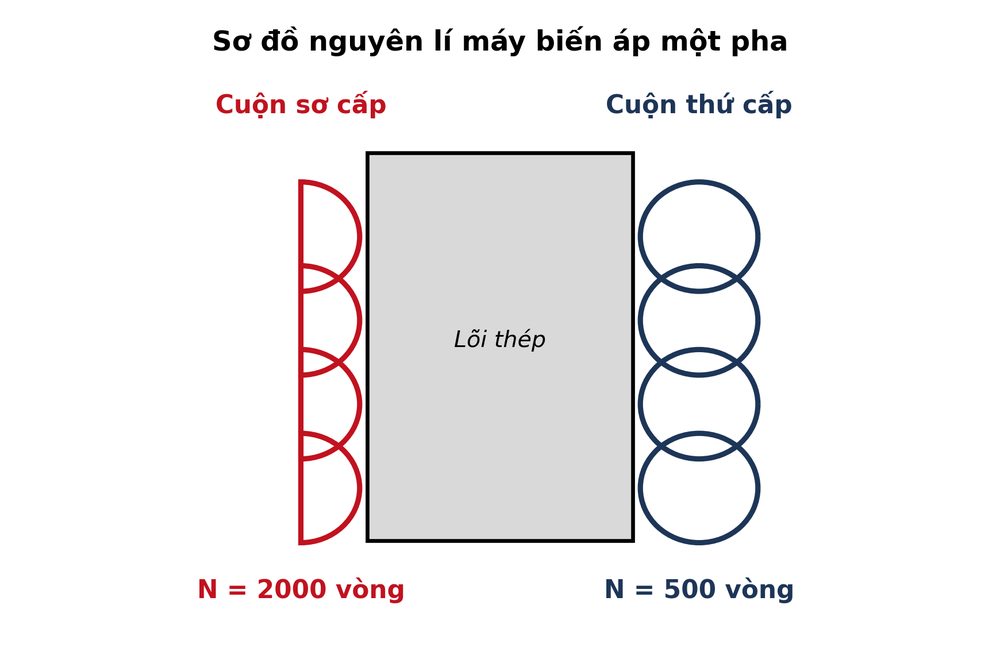 Sơ đồ nguyên lí máy biến áp một pha
Cuộn sơ cấp
Cuộn thứ cấp
Lõi thép
N = 2000 vòng
N = 500 vòng